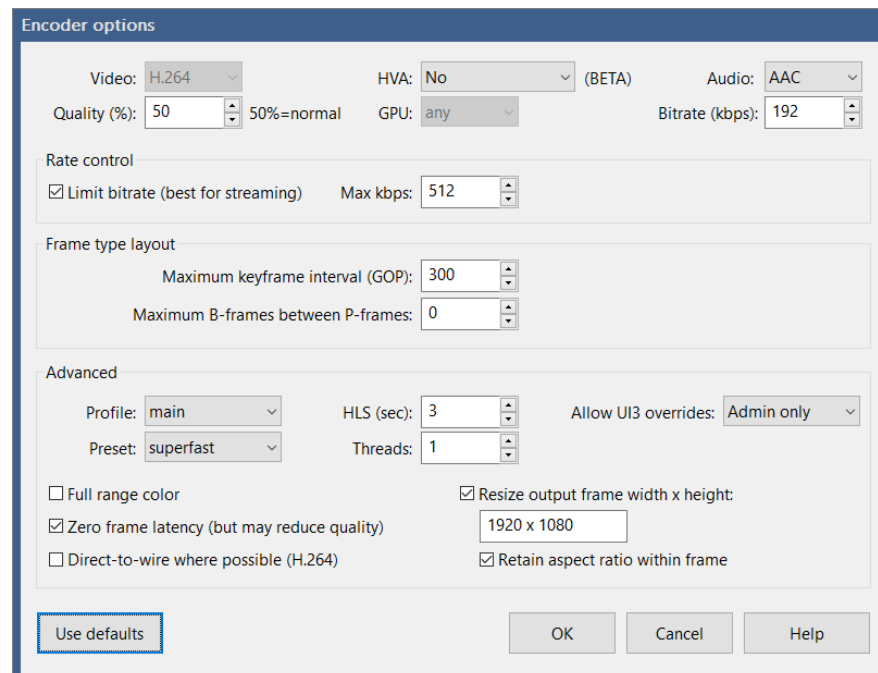 Encoder options
Video: H.264 HVA: No (BETA) Audio: AAC
Quality (%): 50 50%=normal GPU: any Bitrate (kbps): 192
Rate control
Limit bitrate (best for streaming) Max kbps: 512
Frame type layout
Maximum keyframe interval (GOP): 300
Maximum B-frames between P-frames: 0
Advanced
Profile: main HLS (sec): 3 Allow UI3 overrides: Admin only
Preset: superfast Threads: 1
Full range color Resize output frame width x height:
Zero frame latency (but may reduce quality) 1920 x 1080
Direct-to-wire where possible (H.264) Retain aspect ratio within frame
Use defaults OK Cancel Help